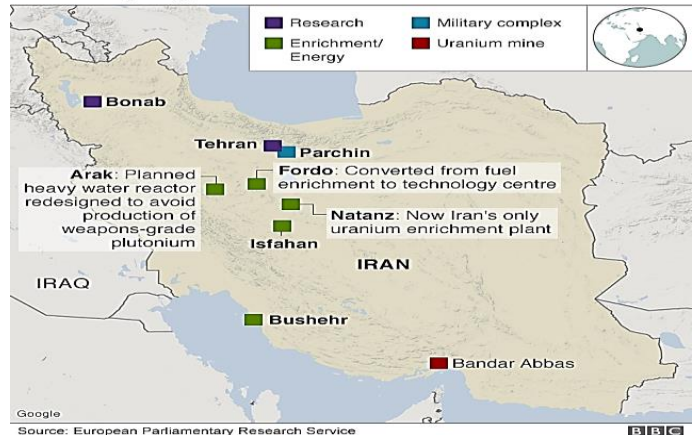 Research
Military complex
Enrichment/
Energy
Uranium mine
Bonab
Tehran
Parchin
Arak: Planned
heavy water reactor
redesigned to avoid
production of
weapons-grade
plutonium
Fordo: Converted from fuel
enrichment to technology centre
Natanz: Now Iran's only
uranium enrichment plant
Isfahan
IRAN
IRAQ
Bushehr
Bandar Abbas
Google
Source: European Parliamentary Research Service
BBC